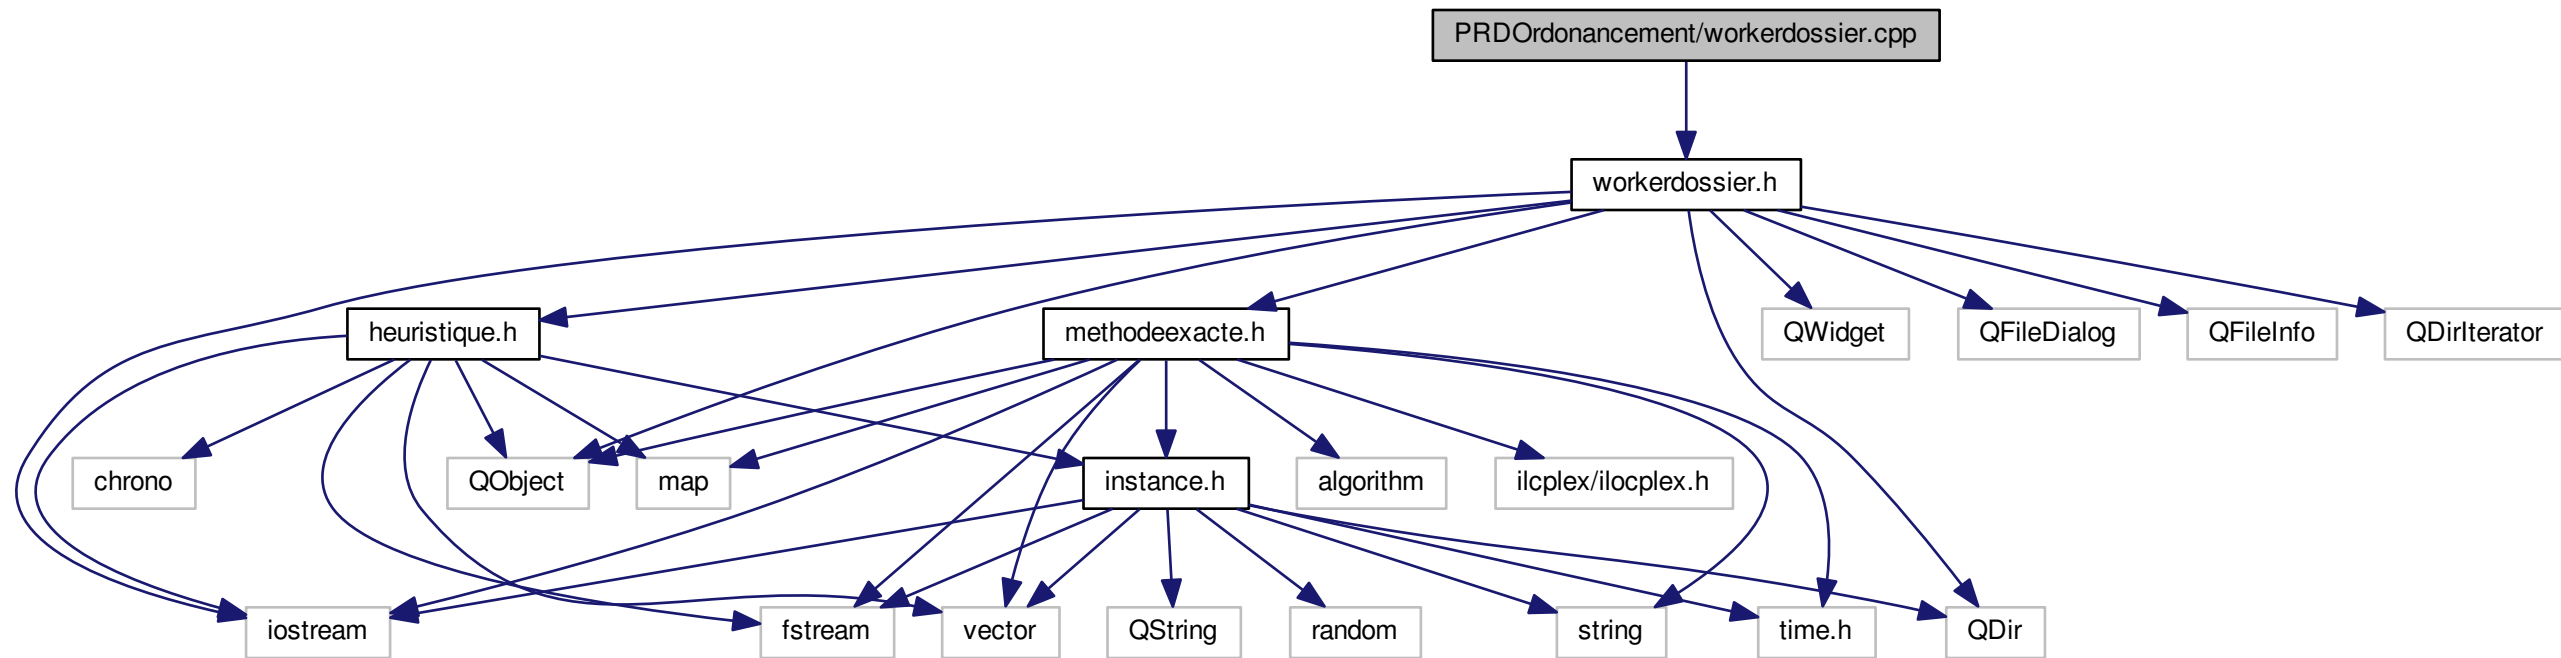 PRDOrdonancement/workerdossier.cpp
workerdossier.h
heuristique.h
methodeexacte.h
QWidget
QFileDialog
QFileInfo
QDirIterator
chrono
QObject
map
instance.h
algorithm
ilcplex/ilocplex.h
iostream
fstream
vector
QString
random
string
time.h
QDir